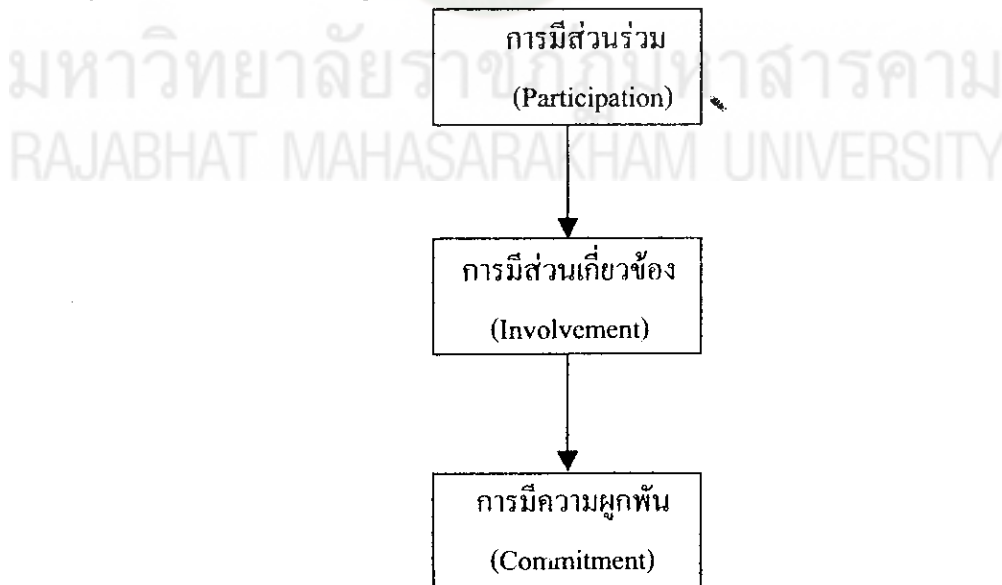 การมีส่วนร่วม
(Participation)
มหาวิทยาลัยราชภัฏมหาสารคาม
RAJABHAT MAHASARAKHAM UNIVERSITY
การมีส่วนเกี่ยวข้อง
(Involvement)
การมีความผูกพัน
(Commitment)